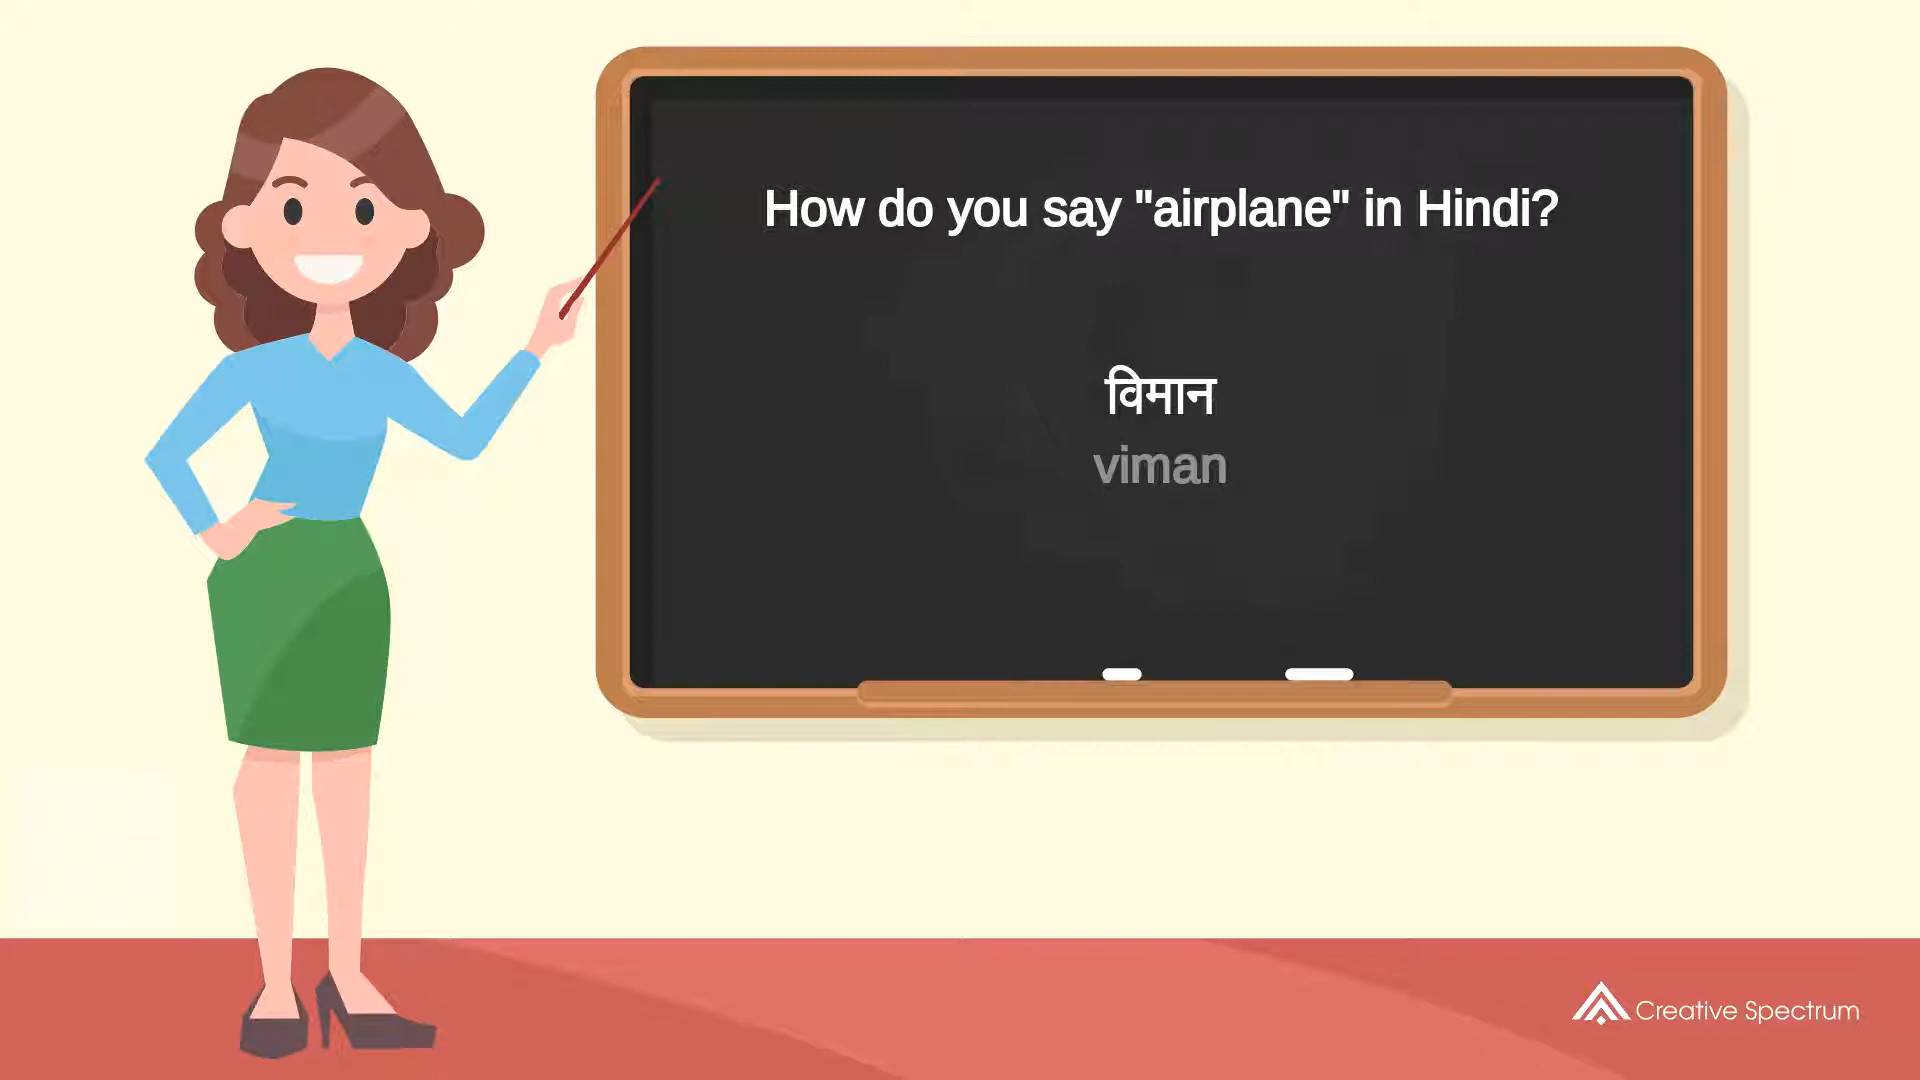 How do you say "airplane" in Hindi?
विमान
viman
Creative Spectrum